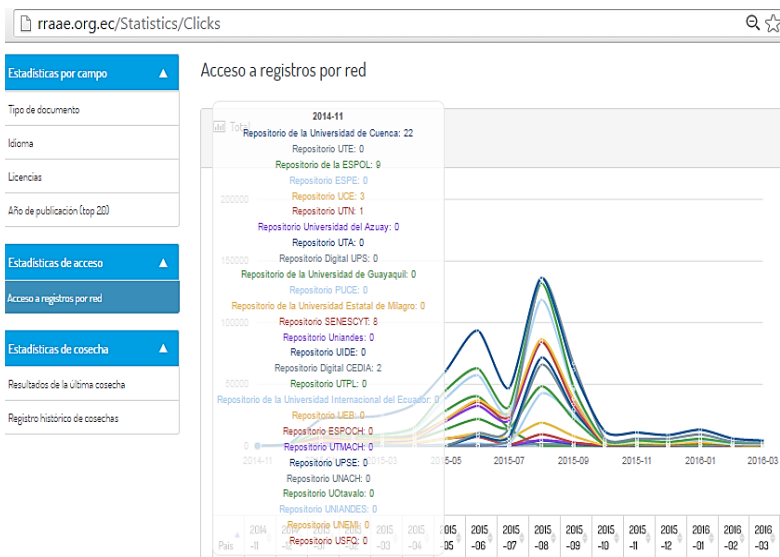 rraae.org.ec/Statistics/Clicks
Estadísticas por campo
Tipo de documento
Idioma
Licencias
Año de publicación (top 20)
Estadísticas de acceso
Acceso a registros por red
Estadísticas de cosecha
Resultados de la última cosecha
Registro histórico de cosechas
Acceso a registros por red
Total
2014-11
Repositorio de la Universidad de Cuenca: 22
Repositorio UTE: 0
Repositorio de la ESPOL: 9
Repositorio ESPE: 0
Repositorio UCE: 3
Repositorio UTN: 1
Repositorio Universidad del Azuay: 0
Repositorio UTA: 0
Repositorio Digital UPS: 0
Repositorio de la Universidad de Guayaquil: 0
Repositorio PUCE: 0
Repositorio de la Universidad Estatal de Milagro: 0
Repositorio SENESCYT: 8
Repositorio Uniandes: 0
Repositorio UIDE: 0
Repositorio Digital CEDIA: 2
Repositorio UTPL: 0
Repositorio de la Universidad Internacional del Ecuador: 0
Repositorio UEB: 0
Repositorio ESPOCH: 0
Repositorio UTMACH: 0
Repositorio UPSE: 0
Repositorio UNACH: 0
Repositorio UOtavalo: 0
Repositorio UNIANDES: 0
Repositorio UNEMI: 0
Repositorio USFQ: 0
200000
150000
100000
50000
0
2014-11 2015-03 2015-05 2015-07 2015-09 2015-11 2016-01 2016-03
País 2014 -11 2015 -03 2015 -04 2015 -05 2015 -06 2015 -07 2015 -08 2015 -09 2015 -10 2015 -11 2015 -12 2016 -01 2016 -02 2016 -03